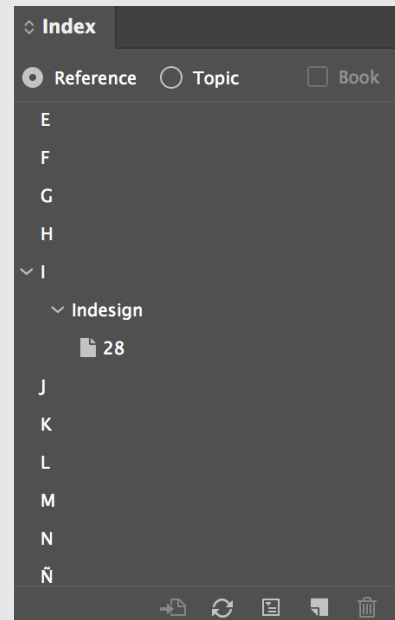 Index
Reference Topic Book
E
F
G
H
I
Indesign
28
J
K
L
M
N
Ñ